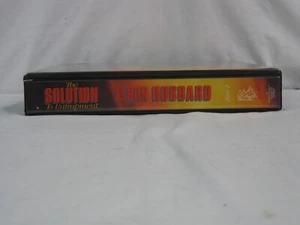 The
SOLUTION
To Entrapment
L. RON HUBBARD